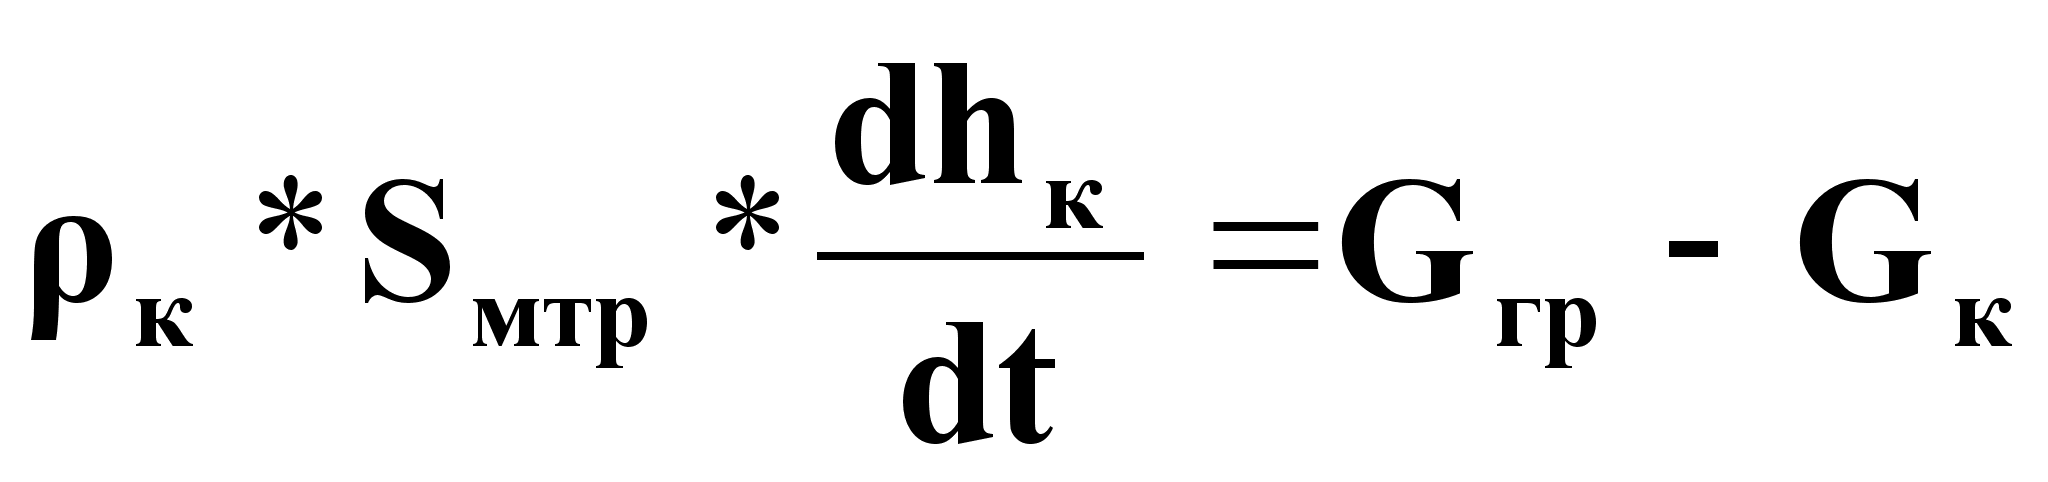 ρк * Sмтр * dhк/dt = Gгр - Gк